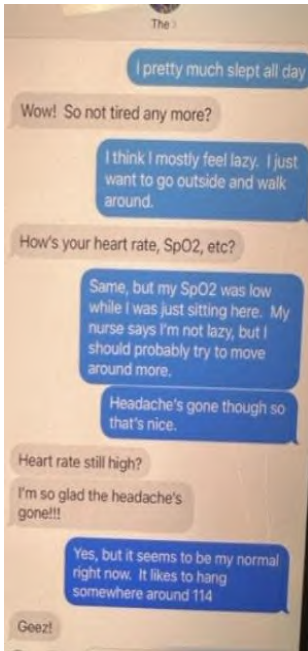 The
I pretty much slept all day
Wow! So not tired any more?
I think I mostly feel lazy. I just
want to go outside and walk
around.
How's your heart rate, SpO2, etc?
Same, but my SpO2 was low
while I was just sitting here. My
nurse says I'm not lazy, but I
should probably try to move
around more.
Headache's gone though so
that's nice.
Heart rate still high?
I'm so glad the headache's
gone!!!
Yes, but it seems to be my normal
right now. It likes to hang
somewhere around 114
Geez!